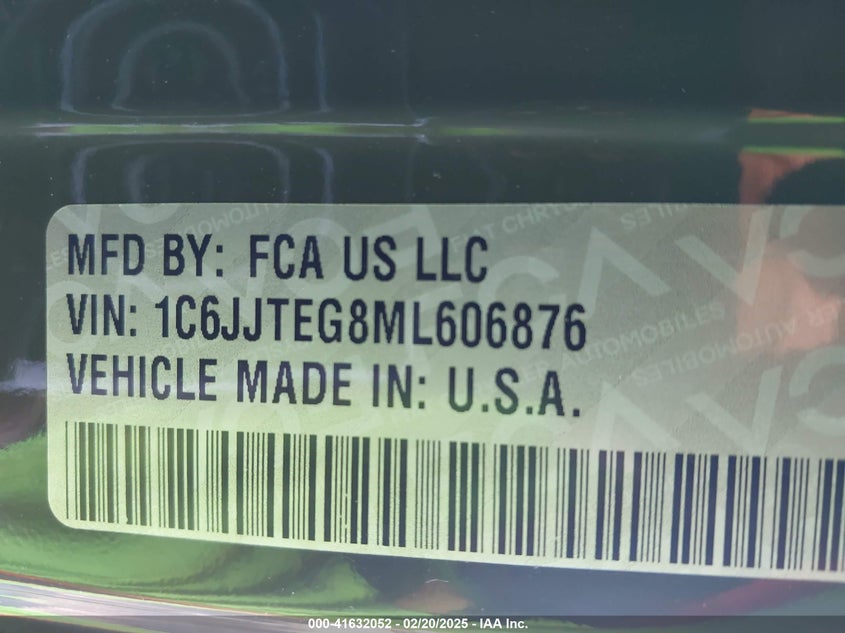 MFD BY: FCA US LLC
VIN: 1C6JJTEG8ML606876
VEHICLE MADE IN: U.S.A.
000-41632052 — 02/20/2025 — IAA Inc.